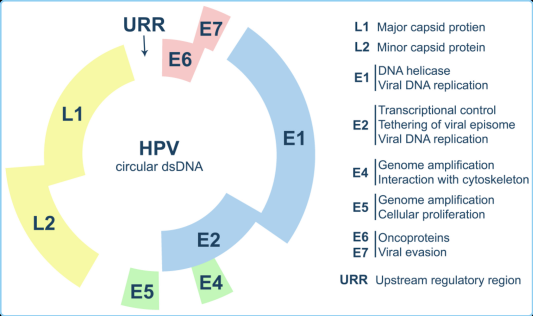 URR
E7
E6
L1
E1
HPV
circular dsDNA
L2
E2
E5
E4
L1 Major capsid protien
L2 Minor capsid protein
E1 DNA helicase
Viral DNA replication
E2 Transcriptional control
Tethering of viral episome
Viral DNA replication
E4 Genome amplification
Interaction with cytoskeleton
E5 Genome amplification
Cellular proliferation
E6 Oncoproteins
E7 Viral evasion
URR Upstream regulatory region